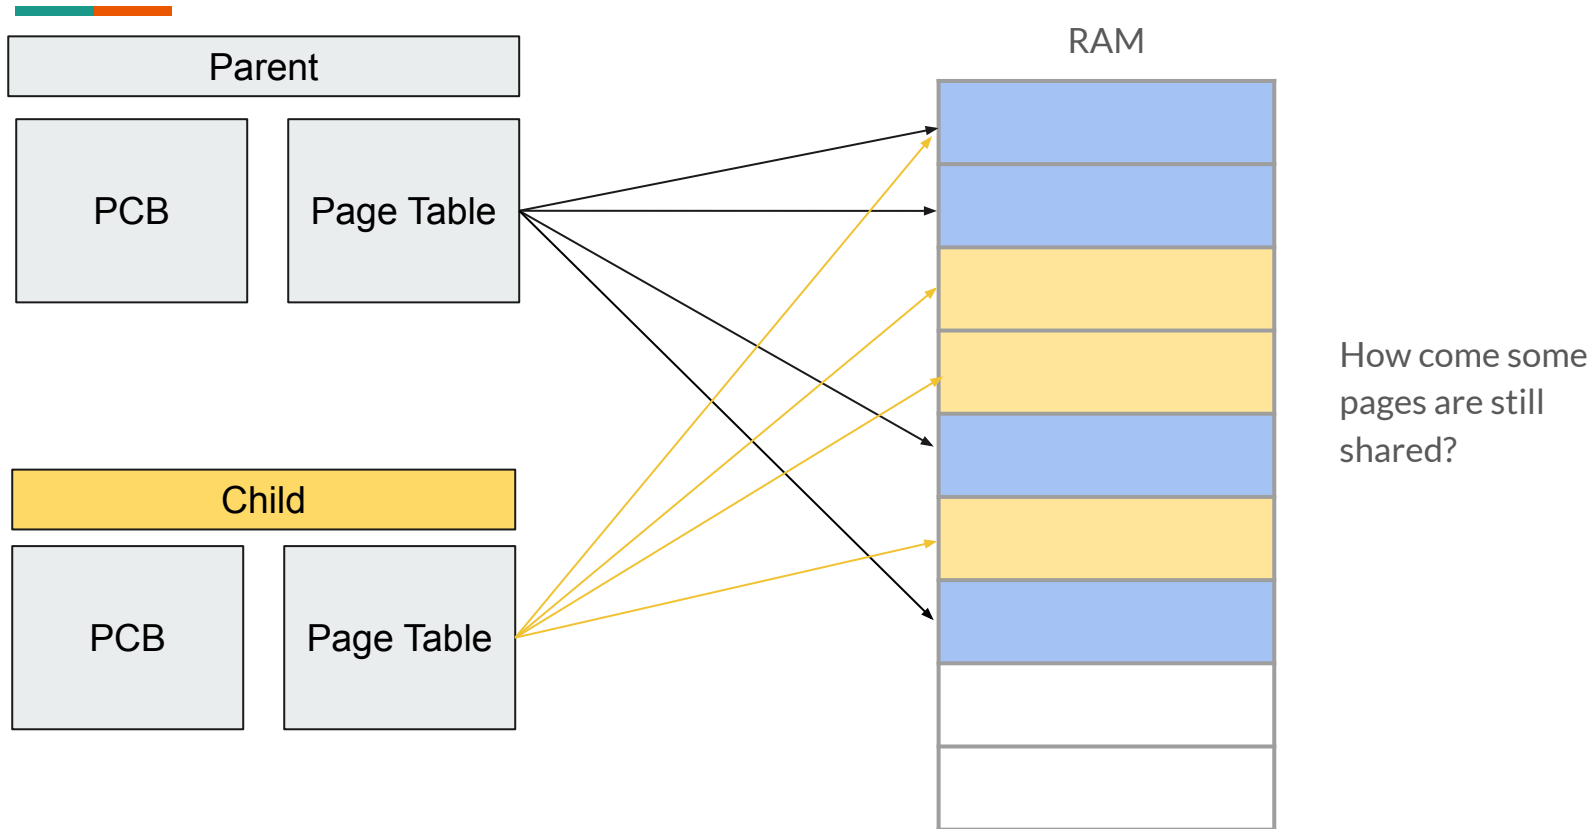 Parent
PCB
Page Table
RAM
How come some
pages are still
shared?
Child
PCB
Page Table